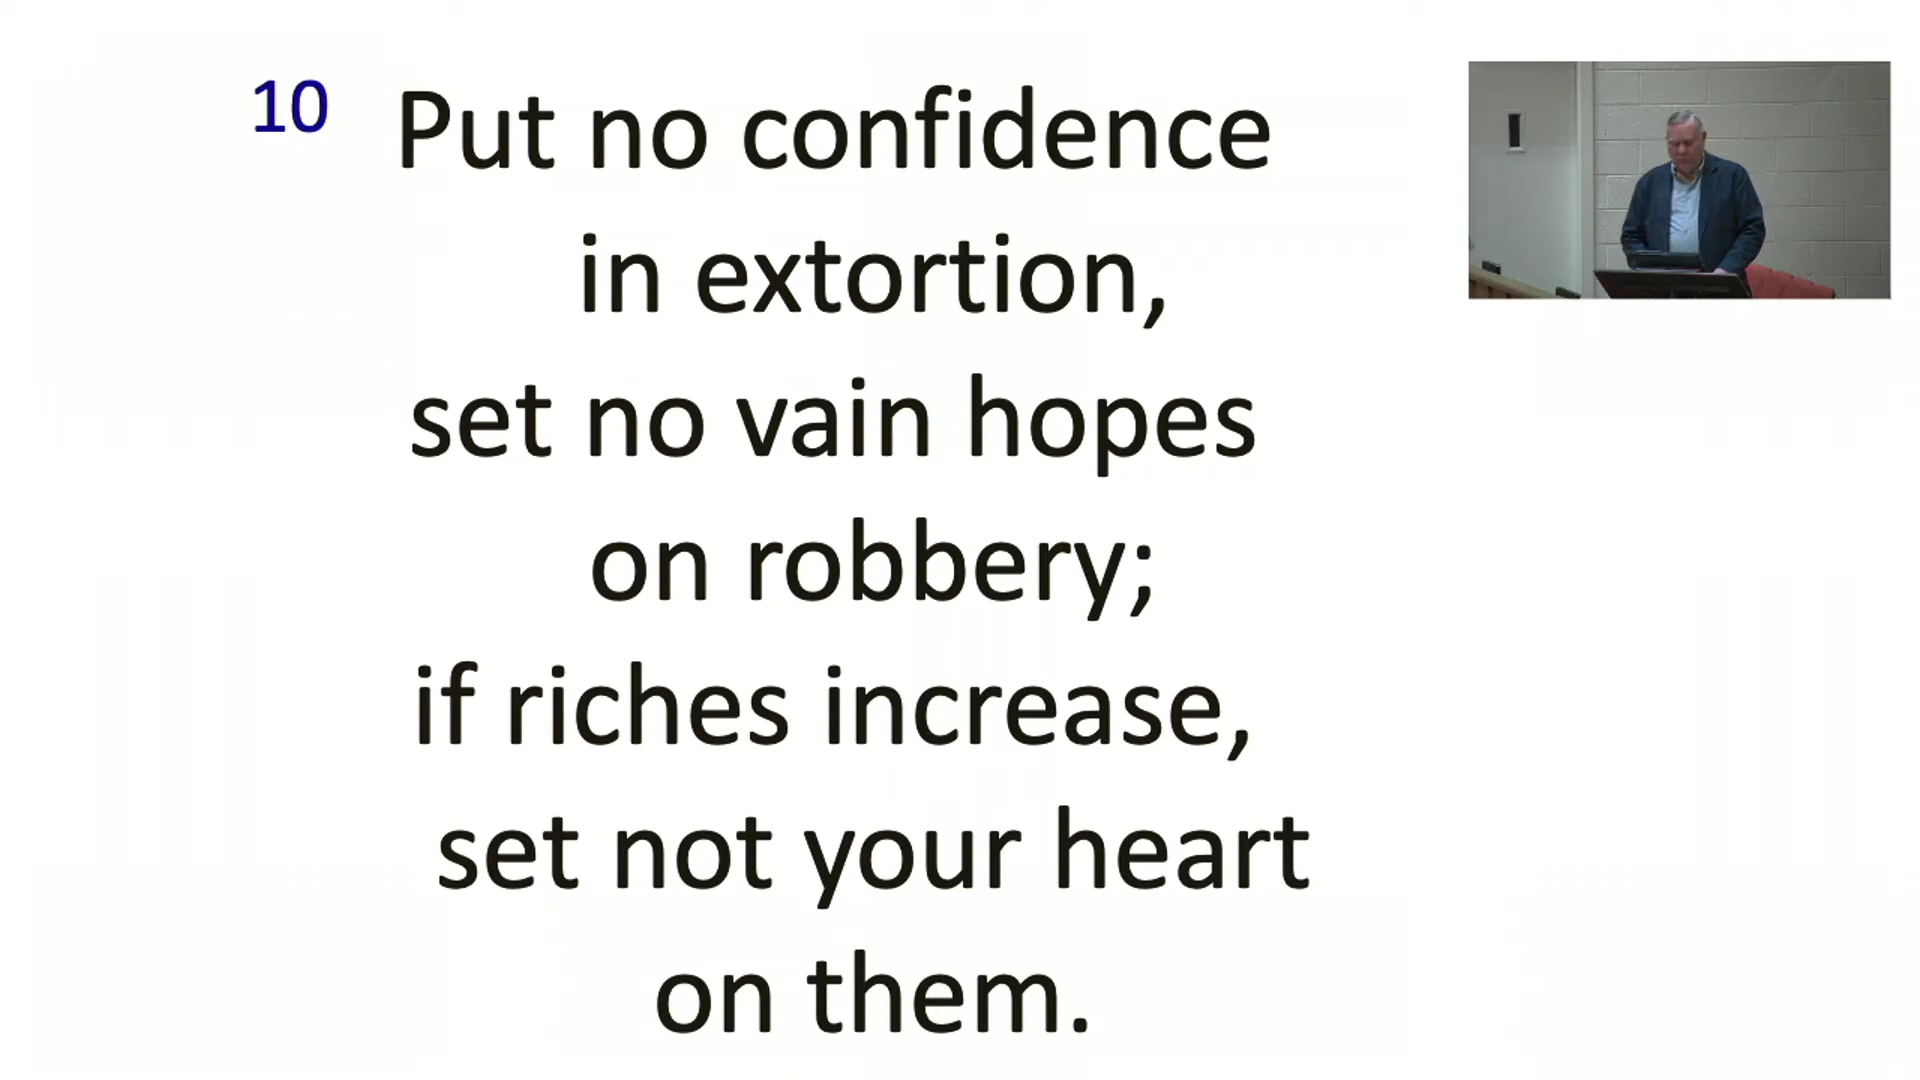 10 Put no confidence
in extortion,
set no vain hopes
on robbery;
if riches increase,
set not your heart
on them.